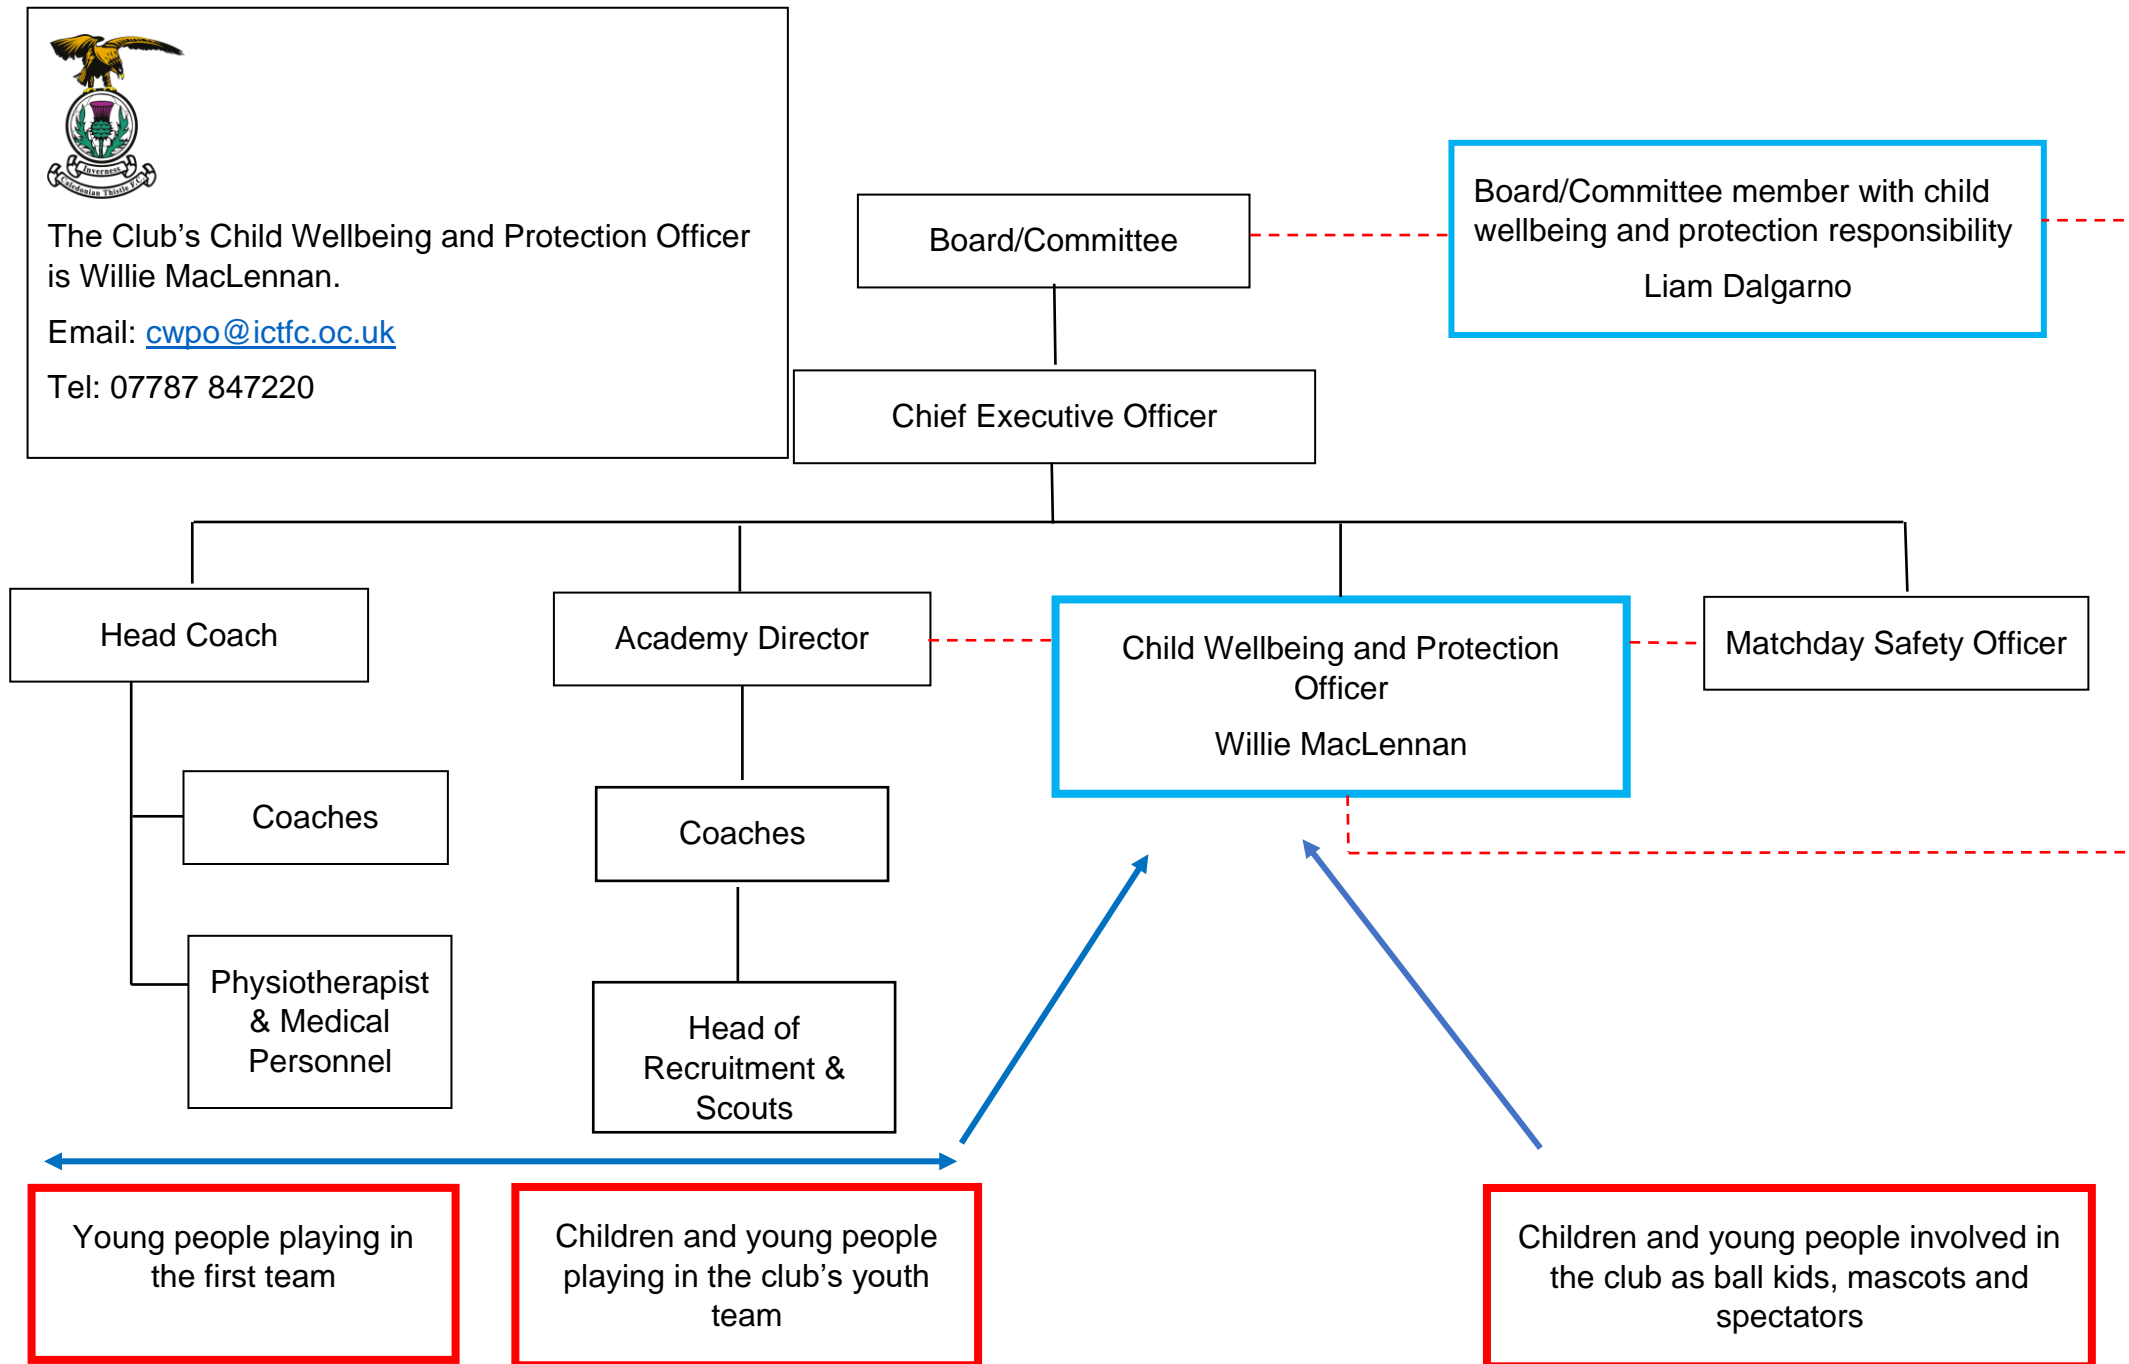 Inverness
Caledonian Thistle F.C.
The Club’s Child Wellbeing and Protection Officer
is Willie MacLennan.
Email: cwpo@ictfc.oc.uk
Tel: 07787 847220
Board/Committee
Board/Committee member with child
wellbeing and protection responsibility
Liam Dalgarno
Chief Executive Officer
Head Coach
Academy Director
Child Wellbeing and Protection
Officer
Willie MacLennan
Matchday Safety Officer
Coaches
Coaches
Physiotherapist
& Medical
Personnel
Head of
Recruitment &
Scouts
Young people playing in
the first team
Children and young people
playing in the club’s youth
team
Children and young people involved in
the club as ball kids, mascots and
spectators